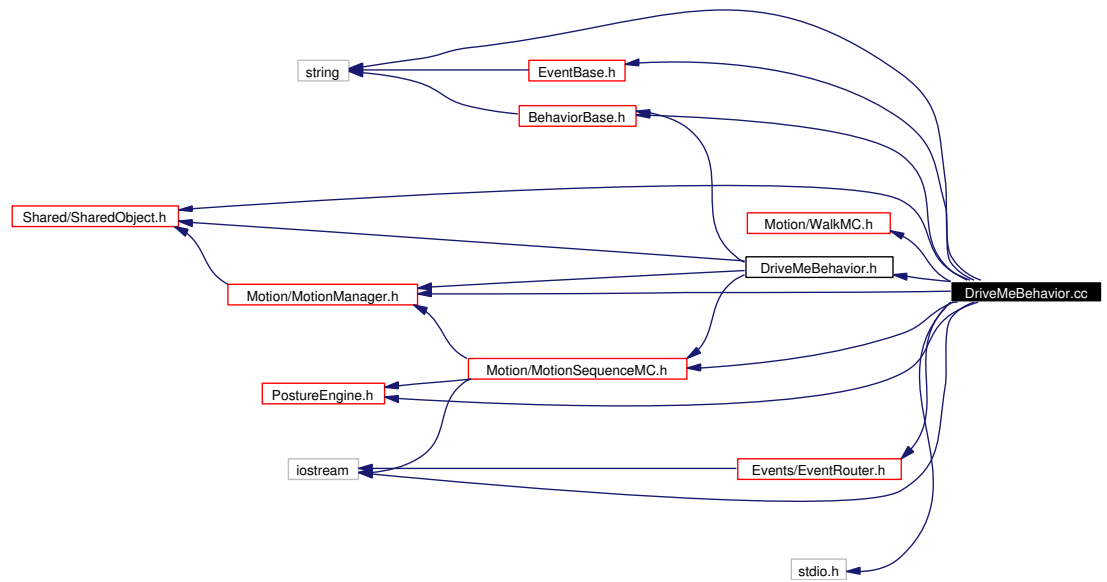 string
EventBase.h
BehaviorBase.h
Shared/SharedObject.h
Motion/WalkMC.h
DriveMeBehavior.h
Motion/MotionManager.h
DriveMeBehavior.cc
Motion/MotionSequenceMC.h
PostureEngine.h
iostream
Events/EventRouter.h
stdio.h